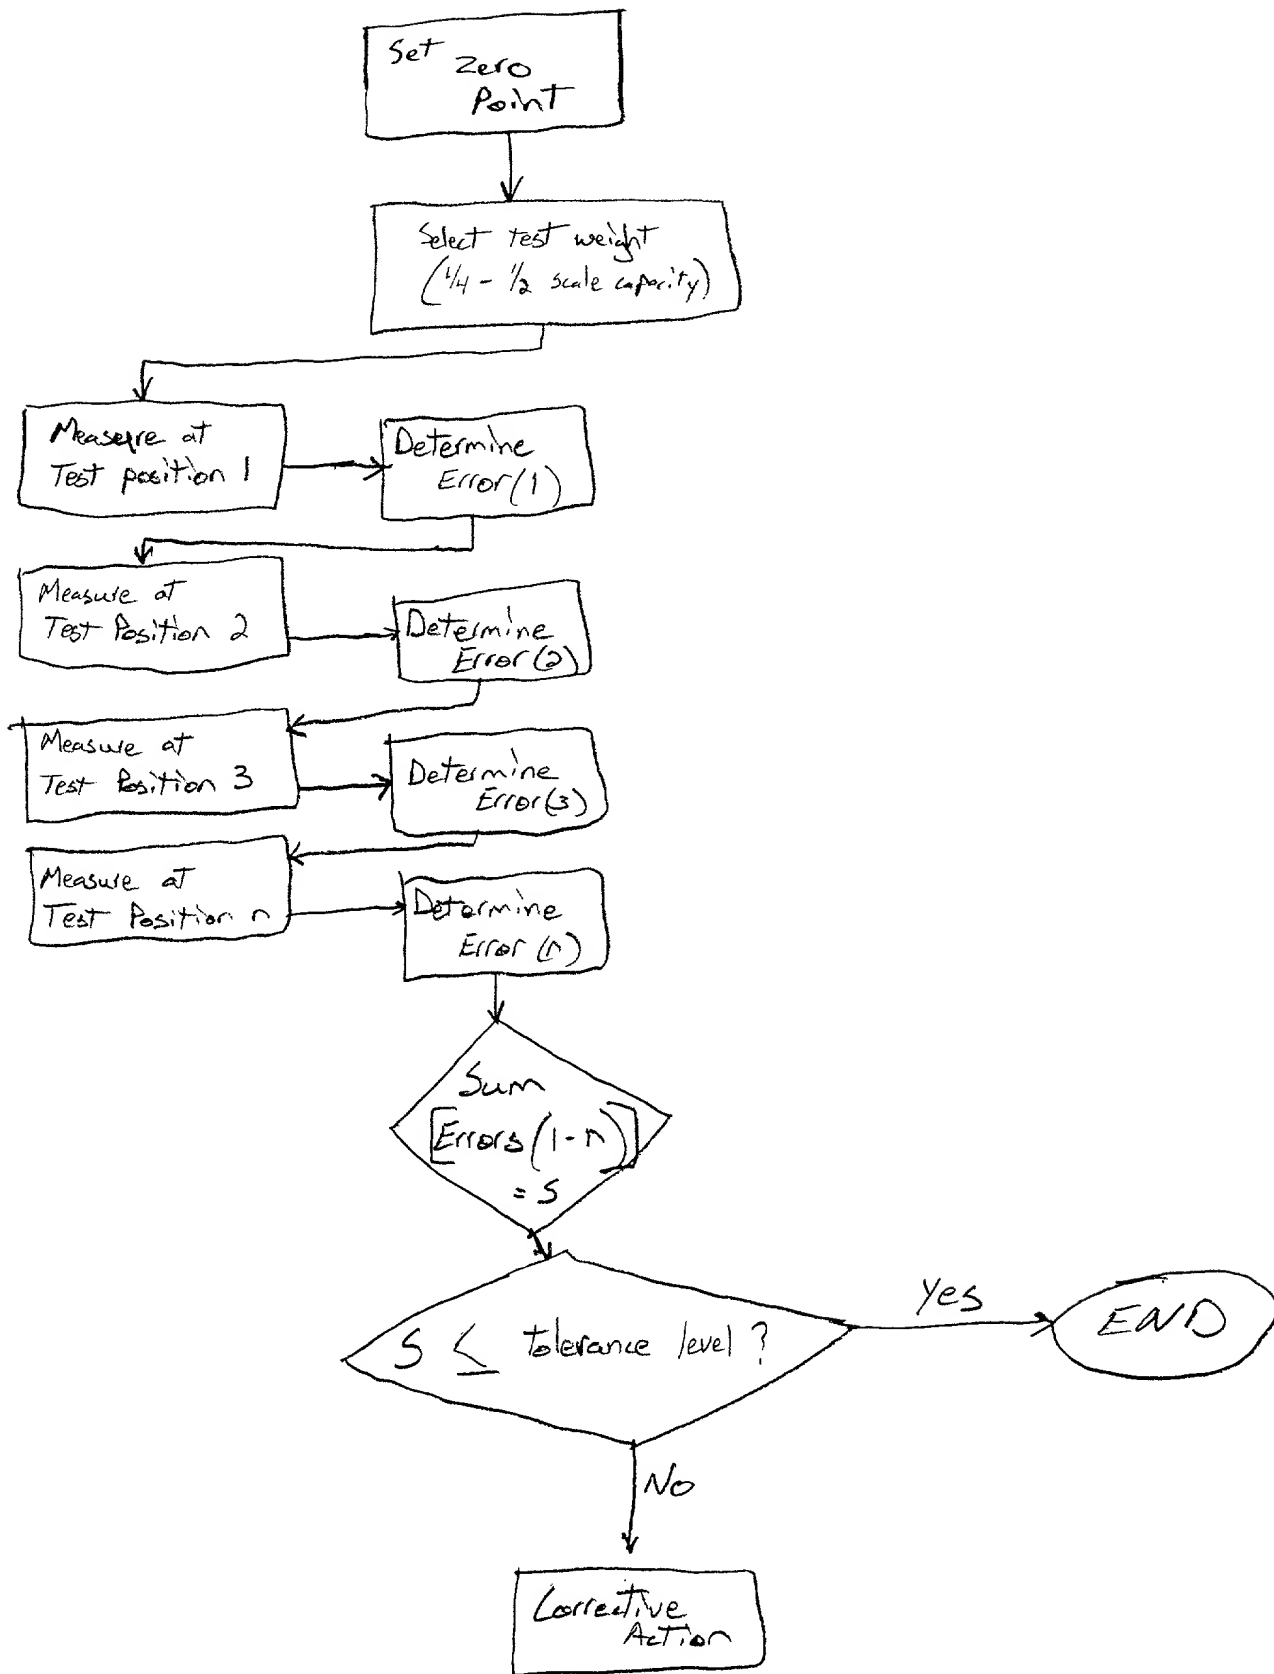 Set
Zero
Point
Select test weight
(1/4 - 1/2 scale capacity)
Measure at
Test position 1
Determine
Error(1)
Measure at
Test Position 2
Determine
Error(2)
Measure at
Test Position 3
Determine
Error(3)
Measure at
Test Position n
Determine
Error(n)
Sum
[Errors(1-n)]
= S
S ≤ tolerance level?
Yes
END
No
Corrective
Action